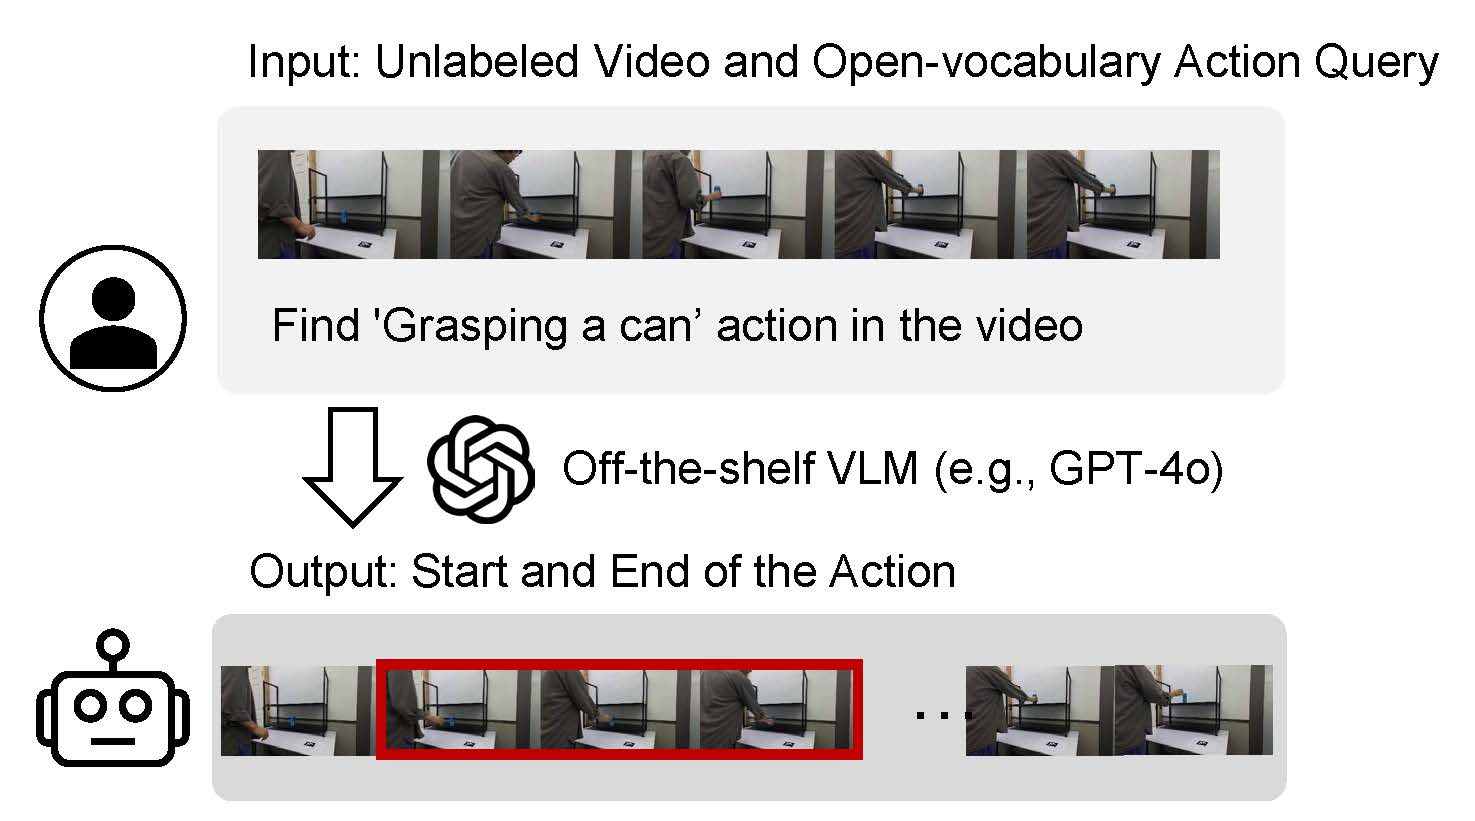 Input: Unlabeled Video and Open-vocabulary Action Query
Find 'Grasping a can’ action in the video
Off-the-shelf VLM (e.g., GPT-4o)
Output: Start and End of the Action
...